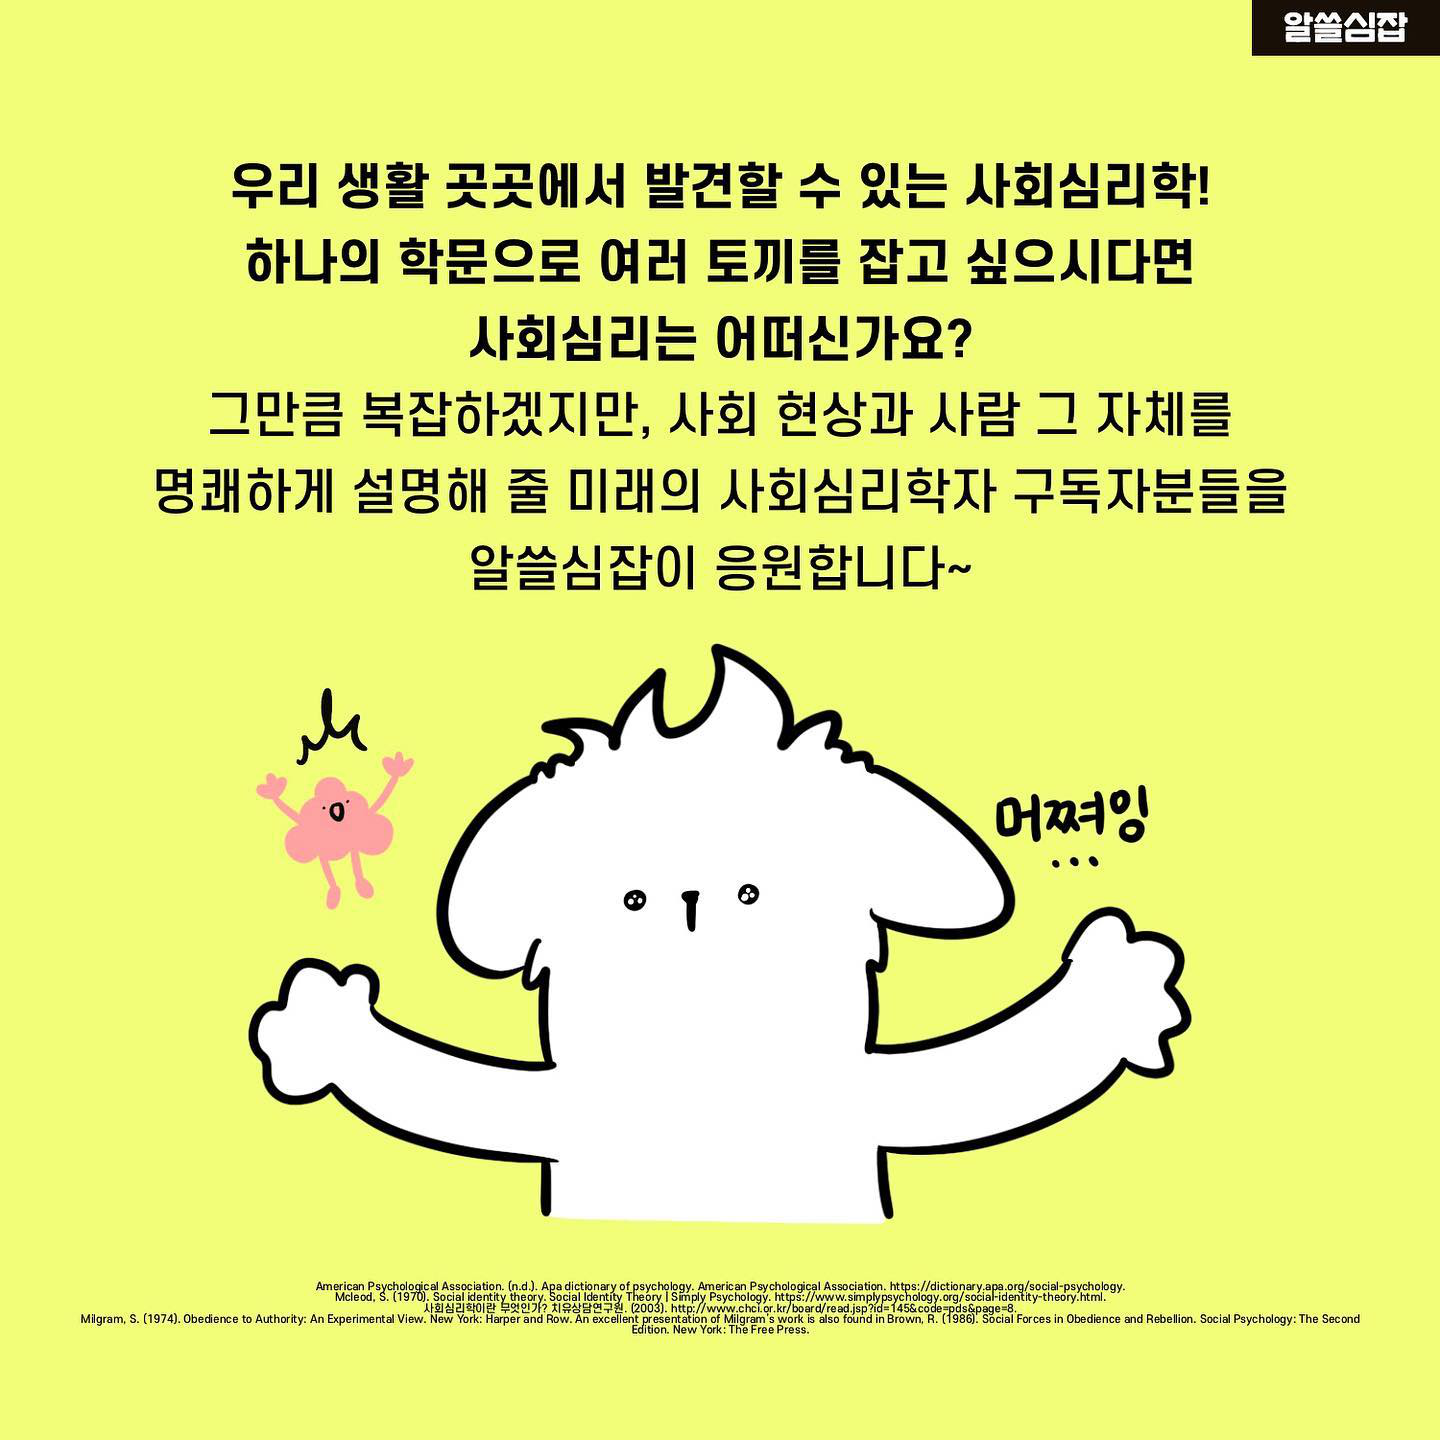 알쓸심잡
우리 생활 곳곳에서 발견할 수 있는 사회심리학!
하나의 학문으로 여러 토끼를 잡고 싶으시다면
사회심리는 어떠신가요?
그만큼 복잡하겠지만, 사회 현상과 사람 그 자체를
명쾌하게 설명해 줄 미래의 사회심리학자 구독자분들을
알쓸심잡이 응원합니다~
머쪄잉
...
American Psychological Association. (n.d.). Apa dictionary of psychology. American Psychological Association. https://dictionary.apa.org/social-psychology.
Mcleod, S. (1970). Social identity theory. Social Identity Theory | Simply Psychology. https://www.simplypsychology.org/social-identity-theory.html.
사회심리학이란 무엇인가? 치유상담연구원. (2003). http://www.chci.or.kr/board/read.jsp?id=145&code=pds&page=8.
Milgram, S. (1974). Obedience to Authority: An Experimental View. New York: Harper and Row. An excellent presentation of Milgram's work is also found in Brown, R. (1986). Social Forces in Obedience and Rebellion. Social Psychology: The Second
Edition. New York: The Free Press.